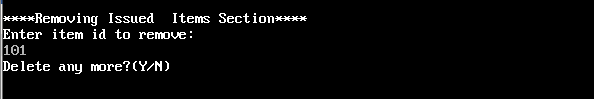 ****Removing Issued  Items Section****
Enter item id to remove:
101
Delete any more?(Y/N)